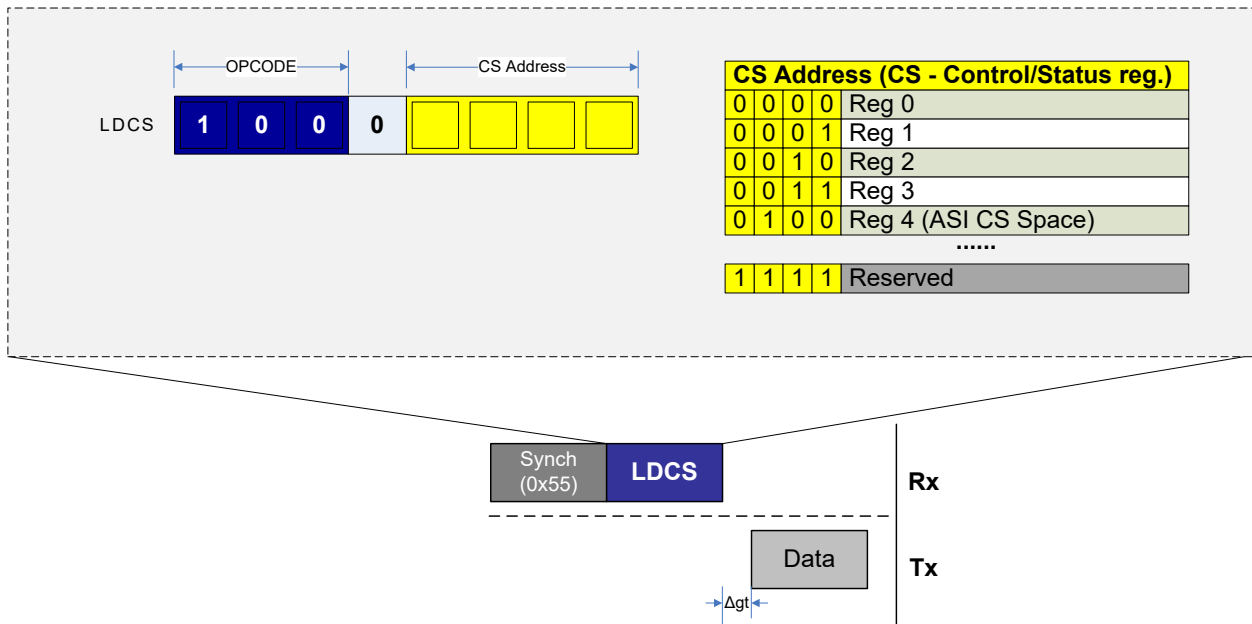 OPCODE
CS Address
LDCS
1 0 0 0
CS Address (CS - Control/Status reg.)
0 0 0 0 Reg 0
0 0 0 1 Reg 1
0 0 1 0 Reg 2
0 0 1 1 Reg 3
0 1 0 0 Reg 4 (ASI CS Space)
......
1 1 1 1 Reserved
Synch
(0x55)
LDCS
Rx
Data
Tx
Δgt